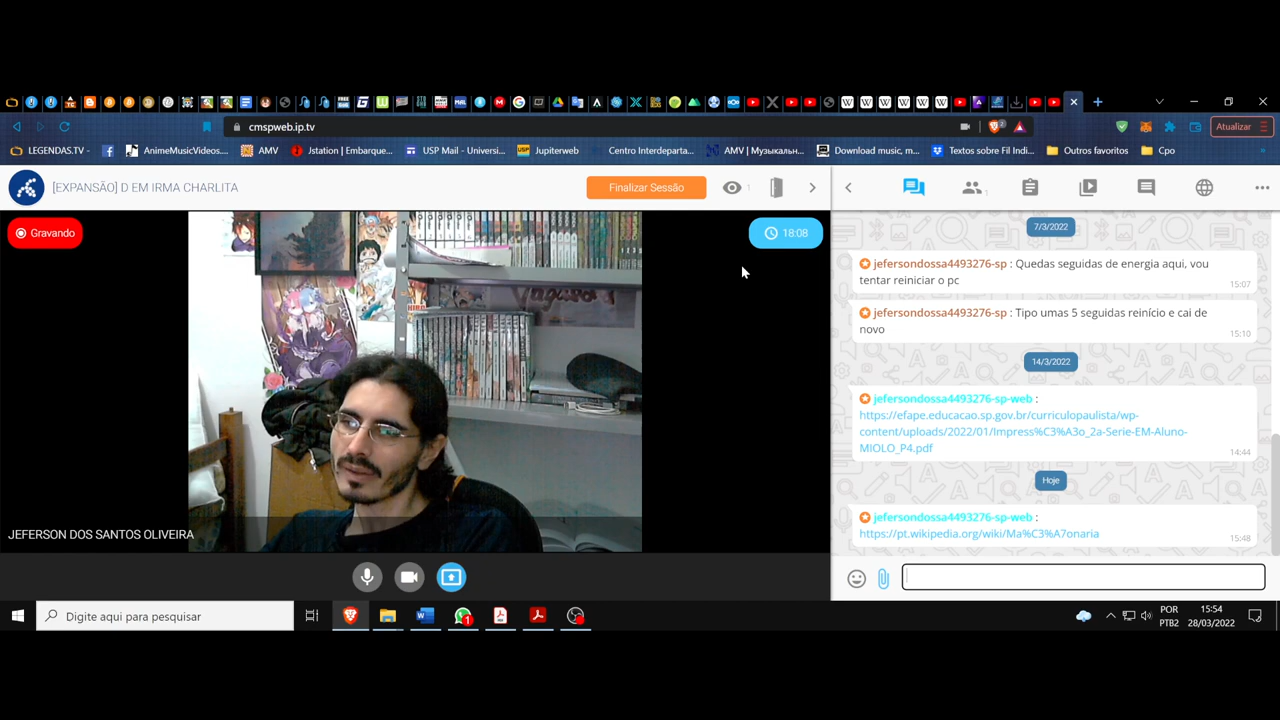 cmspweb.ip.tv
Atualizar
LEGENDAS.TV -
AnimeMusicVideos...
AMV
Jstation | Embarque...
USP Mail - Universi...
Jupiterweb
Centro Interdeparta...
AMV | Музыкальн...
Download music, m...
Textos sobre Fil Indi...
Outros favoritos
Cpo
[EXPANSÃO] D EM IRMA CHARLITA
Finalizar Sessão
1
1
Gravando
18:08
JEFERSON DOS SANTOS OLIVEIRA
7/3/2022
jefersondossa4493276-sp : Quedas seguidas de energia aqui, vou
tentar reiniciar o pc
15:07
jefersondossa4493276-sp : Tipo umas 5 seguidas reinício e cai de
novo
15:10
14/3/2022
jefersondossa4493276-sp-web :
https://efape.educacao.sp.gov.br/curriculopaulista/wp-
content/uploads/2022/01/Impress%C3%A3o_2a-Serie-EM-Aluno-
MIOLO_P4.pdf
14:44
Hoje
jefersondossa4493276-sp-web :
https://pt.wikipedia.org/wiki/Ma%C3%A7onaria
15:48
Digite aqui para pesquisar
POR
PTB2
15:54
28/03/2022